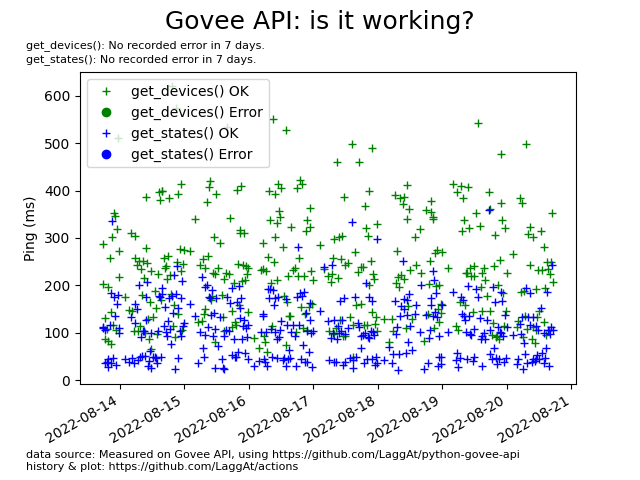 Govee API: is it working?
get_devices(): No recorded error in 7 days.
get_states(): No recorded error in 7 days.
get_devices() OK
get_devices() Error
get_states() OK
get_states() Error
Ping (ms)
600
500
400
300
200
100
0
2022-08-14
2022-08-15
2022-08-16
2022-08-17
2022-08-18
2022-08-19
2022-08-20
2022-08-21
data source: Measured on Govee API, using https://github.com/LaggAt/python-govee-api
history & plot: https://github.com/LaggAt/actions